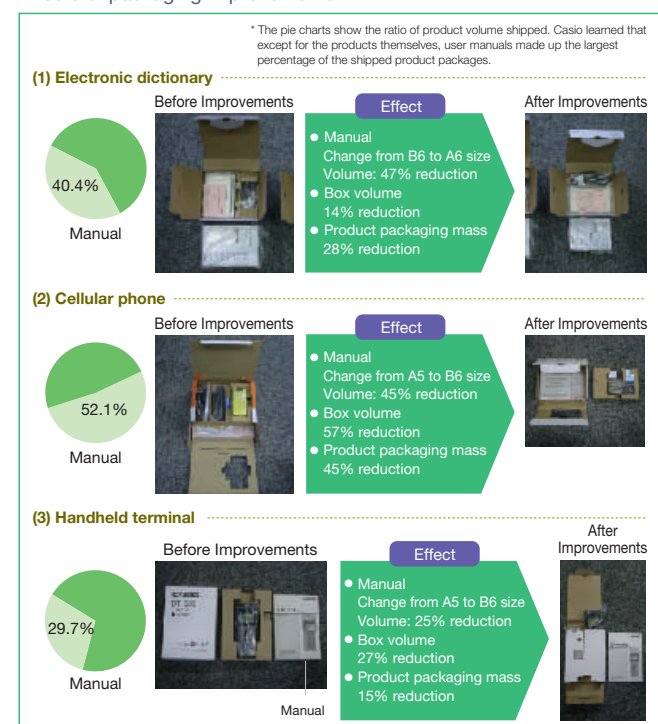 * The pie charts show the ratio of product volume shipped. Casio learned that
except for the products themselves, user manuals made up the largest
percentage of the shipped product packages.
(1) Electronic dictionary
Before Improvements
Effect
After Improvements
40.4%
Manual
● Manual
Change from B6 to A6 size
Volume: 47% reduction
● Box volume
14% reduction
● Product packaging mass
28% reduction
(2) Cellular phone
Before Improvements
Effect
After Improvements
52.1%
Manual
● Manual
Change from A5 to B6 size
Volume: 45% reduction
● Box volume
57% reduction
● Product packaging mass
45% reduction
(3) Handheld terminal
Before Improvements
Effect
After
Improvements
29.7%
Manual
● Manual
Change from A5 to B6 size
Volume: 25% reduction
● Box volume
27% reduction
● Product packaging mass
15% reduction
Manual